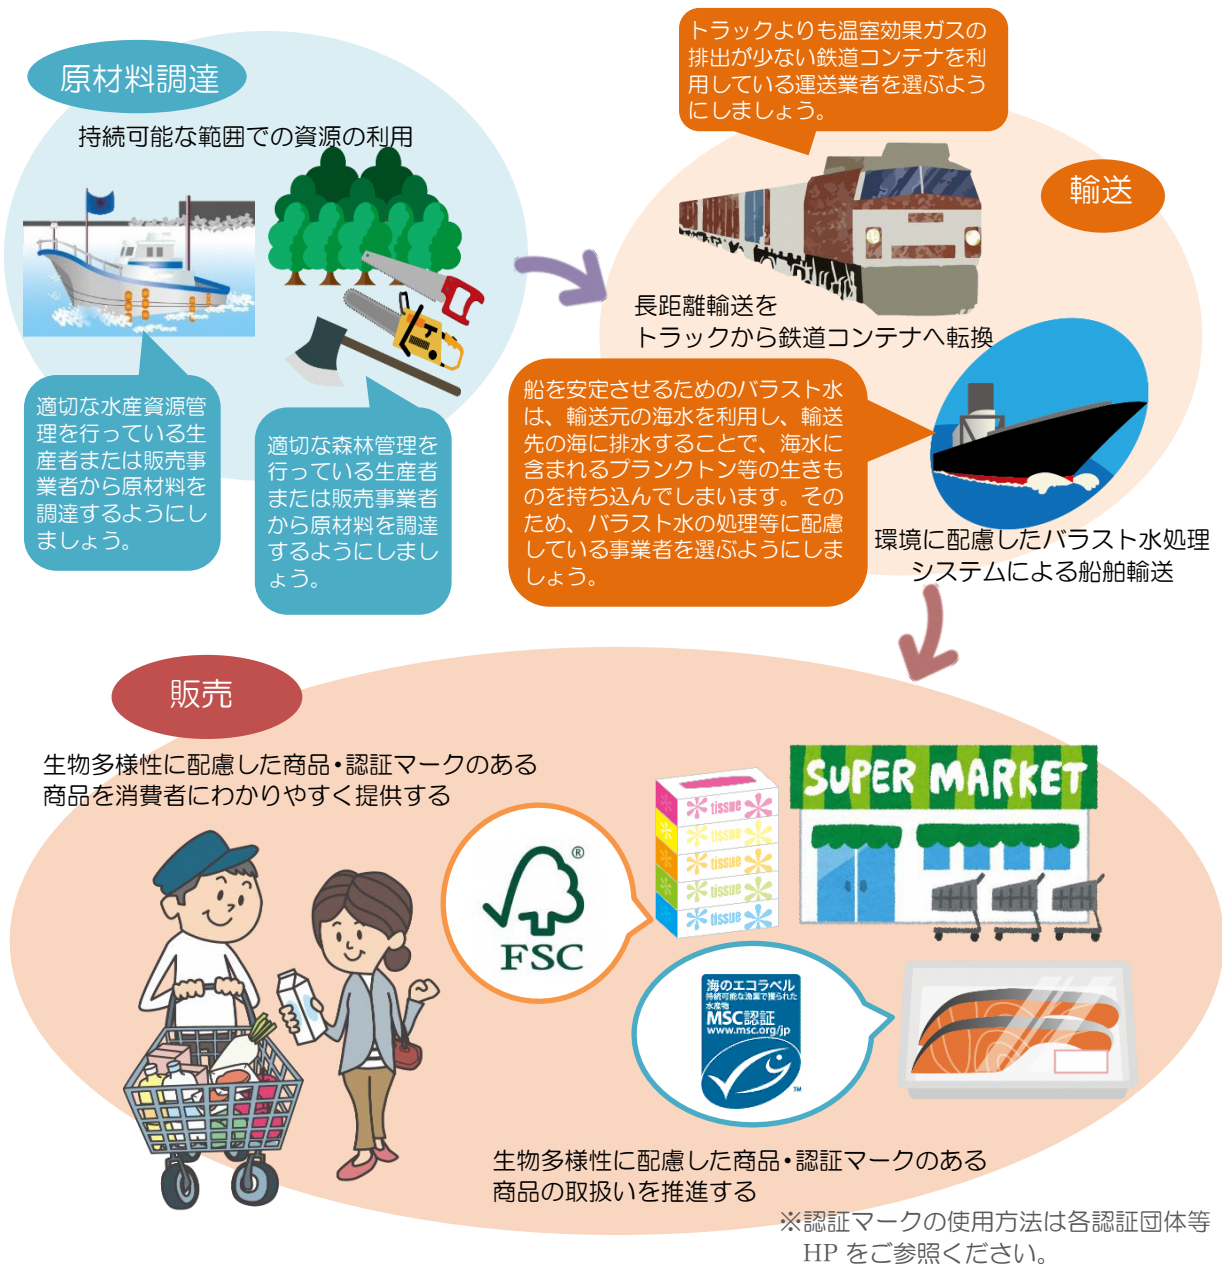 原材料調達
持続可能な範囲での資源の利用
適切な水産資源管
理を行っている生
産者または販売事
業者から原材料を
調達するようにし
ましょう。
適切な森林管理を
行っている生産者
または販売事業者
から原材料を調達
するようにしまし
ょう。
トラックよりも温室効果ガスの
排出が少ない鉄道コンテナを利
用している運送業者を選ぶよう
にしましょう。
輸送
長距離輸送を
トラックから鉄道コンテナへ転換
船を安定させるためのバラスト水
は、輸送元の海水を利用し、輸送
先の海に排水することで、海水に
含まれるプランクトン等の生きも
のを持ち込んでしまいます。その
ため、バラスト水の処理等に配慮
している事業者を選ぶようにしま
しょう。
環境に配慮したバラスト水処理
システムによる船舶輸送
販売
生物多様性に配慮した商品・認証マークのある
商品を消費者にわかりやすく提供する
SUPER MARKET
tissue
tissue
tissue
tissue
tissue
®
FSC
海のエコラベル
持続可能な漁業で獲られた
水産物
MSC認証
www.msc.org/jp
TM
生物多様性に配慮した商品・認証マークのある
商品の取扱いを推進する
※認証マークの使用方法は各認証団体等
HP をご参照ください。